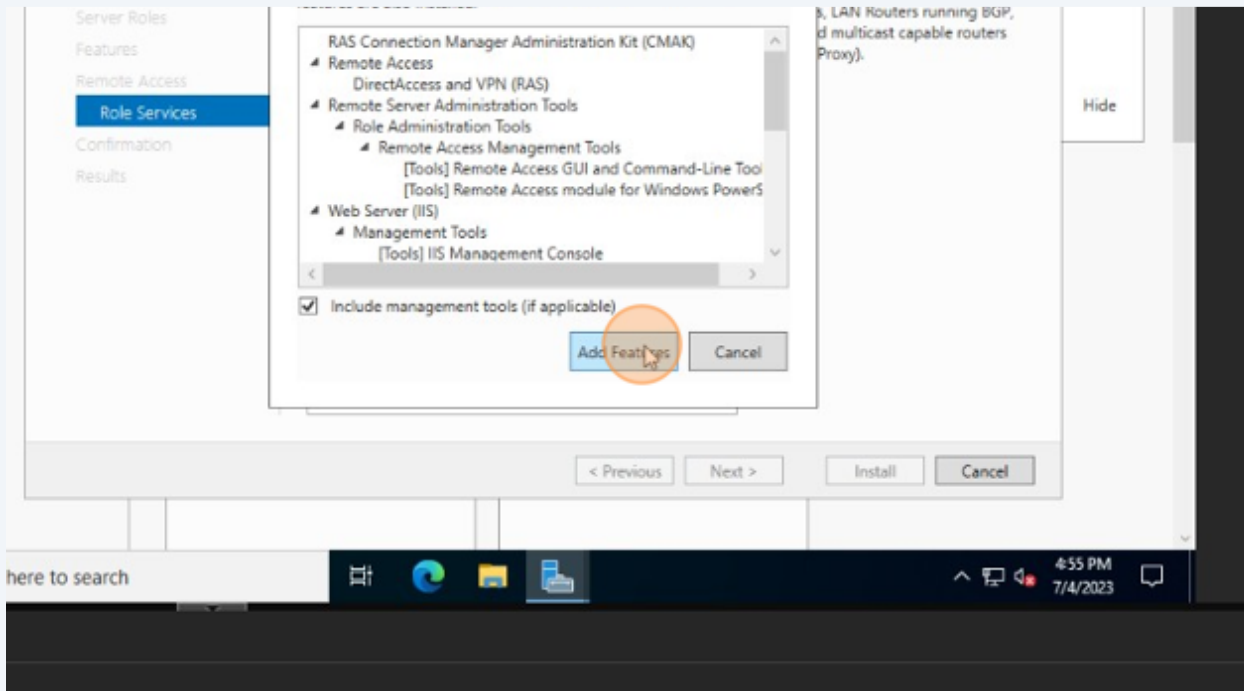 features are also installed.
Server Roles
Features
Remote Access
Role Services
Confirmation
Results
RAS Connection Manager Administration Kit (CMAK)
Remote Access
DirectAccess and VPN (RAS)
Remote Server Administration Tools
Role Administration Tools
Remote Access Management Tools
[Tools] Remote Access GUI and Command-Line Tool
[Tools] Remote Access module for Windows PowerS
Web Server (IIS)
Management Tools
[Tools] IIS Management Console
Include management tools (if applicable)
Add Features
Cancel
s, LAN Routers running BGP,
d multicast capable routers
Proxy).
Hide
< Previous
Next >
Install
Cancel
here to search
4:55 PM
7/4/2023